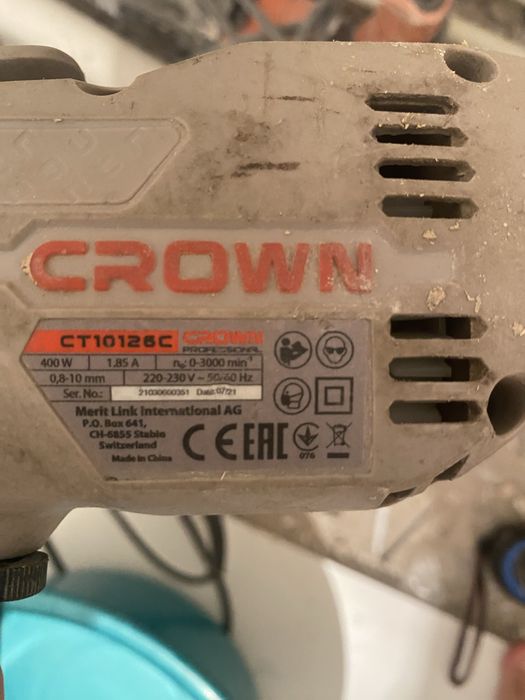 CROWN
CT10126C CROWN
PROFESSIONAL
400 W 1.85 A n₀: 0-3000 min⁻¹
0,8-10 mm 220-230 V ~ 50/60 Hz
Ser. No.: 21030600351 Date:07/21
Merit Link International AG
P.O. Box 641,
CH-6855 Stabio
Switzerland
Made in China
CE EAC
076